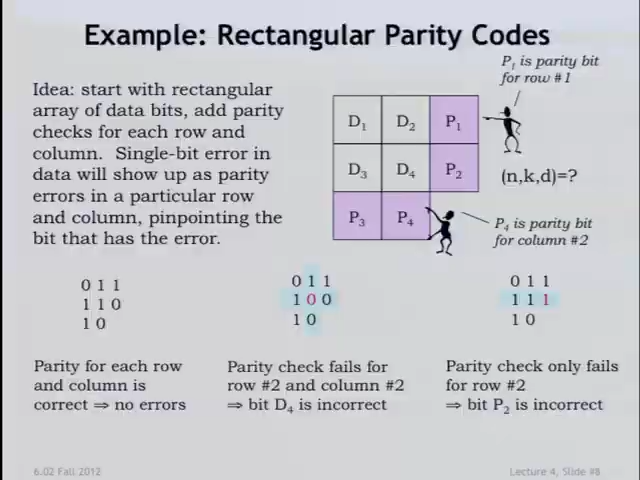 Example: Rectangular Parity Codes
P₁ is parity bit
for row #1
Idea: start with rectangular
array of data bits, add parity
checks for each row and
column. Single-bit error in
data will show up as parity
errors in a particular row
and column, pinpointing the
bit that has the error.
D₁ D₂ P₁
D₃ D₄ P₂
P₃ P₄
(n,k,d)=?
P₄ is parity bit
for column #2
0 1 1
1 1 0
1 0
0 1 1
1 0 0
1 0
0 1 1
1 1 1
1 0
Parity for each row
and column is
correct ⇒ no errors
Parity check fails for
row #2 and column #2
⇒ bit D₄ is incorrect
Parity check only fails
for row #2
⇒ bit P₂ is incorrect
6.02 Fall 2012
Lecture 4, Slide #8